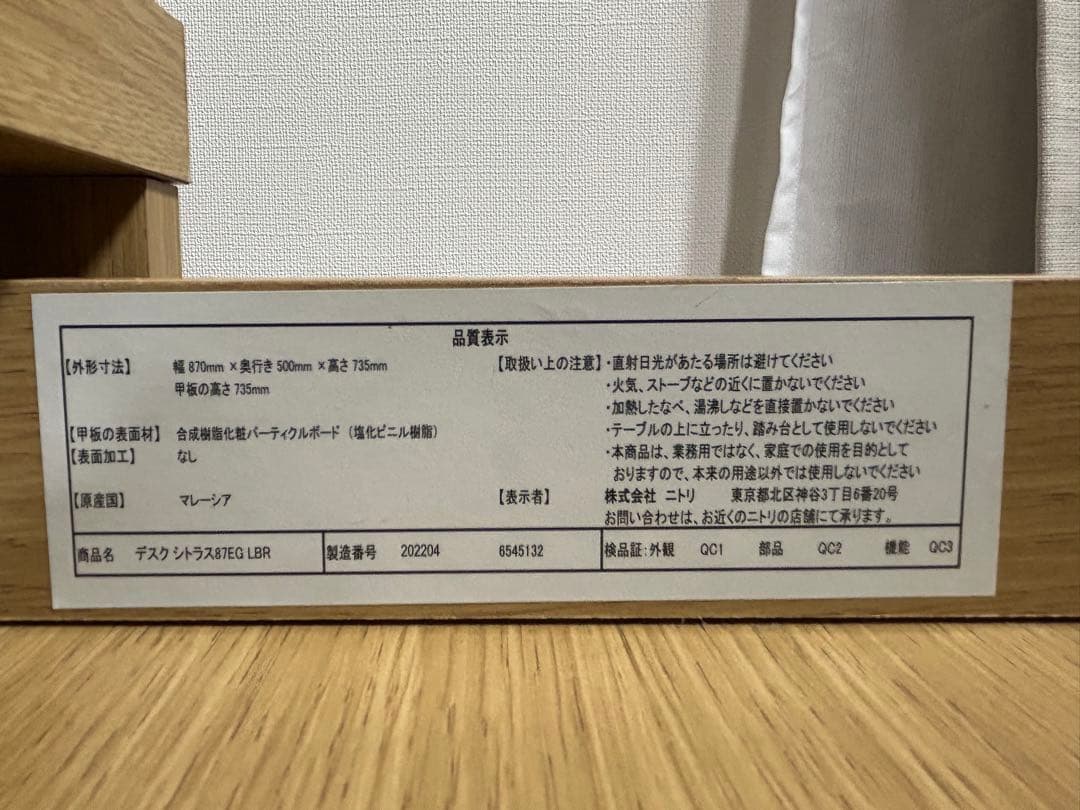 品質表示
【外形寸法】 幅 870mm ×奥行き 500mm ×高さ 735mm
甲板の高さ 735mm
【甲板の表面材】 合成樹脂化粧パーティクルボード（塩化ビニル樹脂）
【表面加工】 なし
【原産国】 マレーシア
【取扱い上の注意】・直射日光があたる場所は避けてください
・火気、ストーブなどの近くに置かないでください
・加熱したなべ、湯沸しなどを直接置かないでください
・テーブルの上に立ったり、踏み台として使用しないでください
・本商品は、業務用ではなく、家庭での使用を目的として
おりますので、本来の用途以外では使用しないでください
【表示者】 株式会社 ニトリ 東京都北区神谷3丁目6番20号
お問い合わせは、お近くのニトリの店舗にて承ります。
商品名 デスク シトラス87EG LBR 製造番号 202204 6545132 検品証:外観 QC1 部品 QC2 機能 QC3